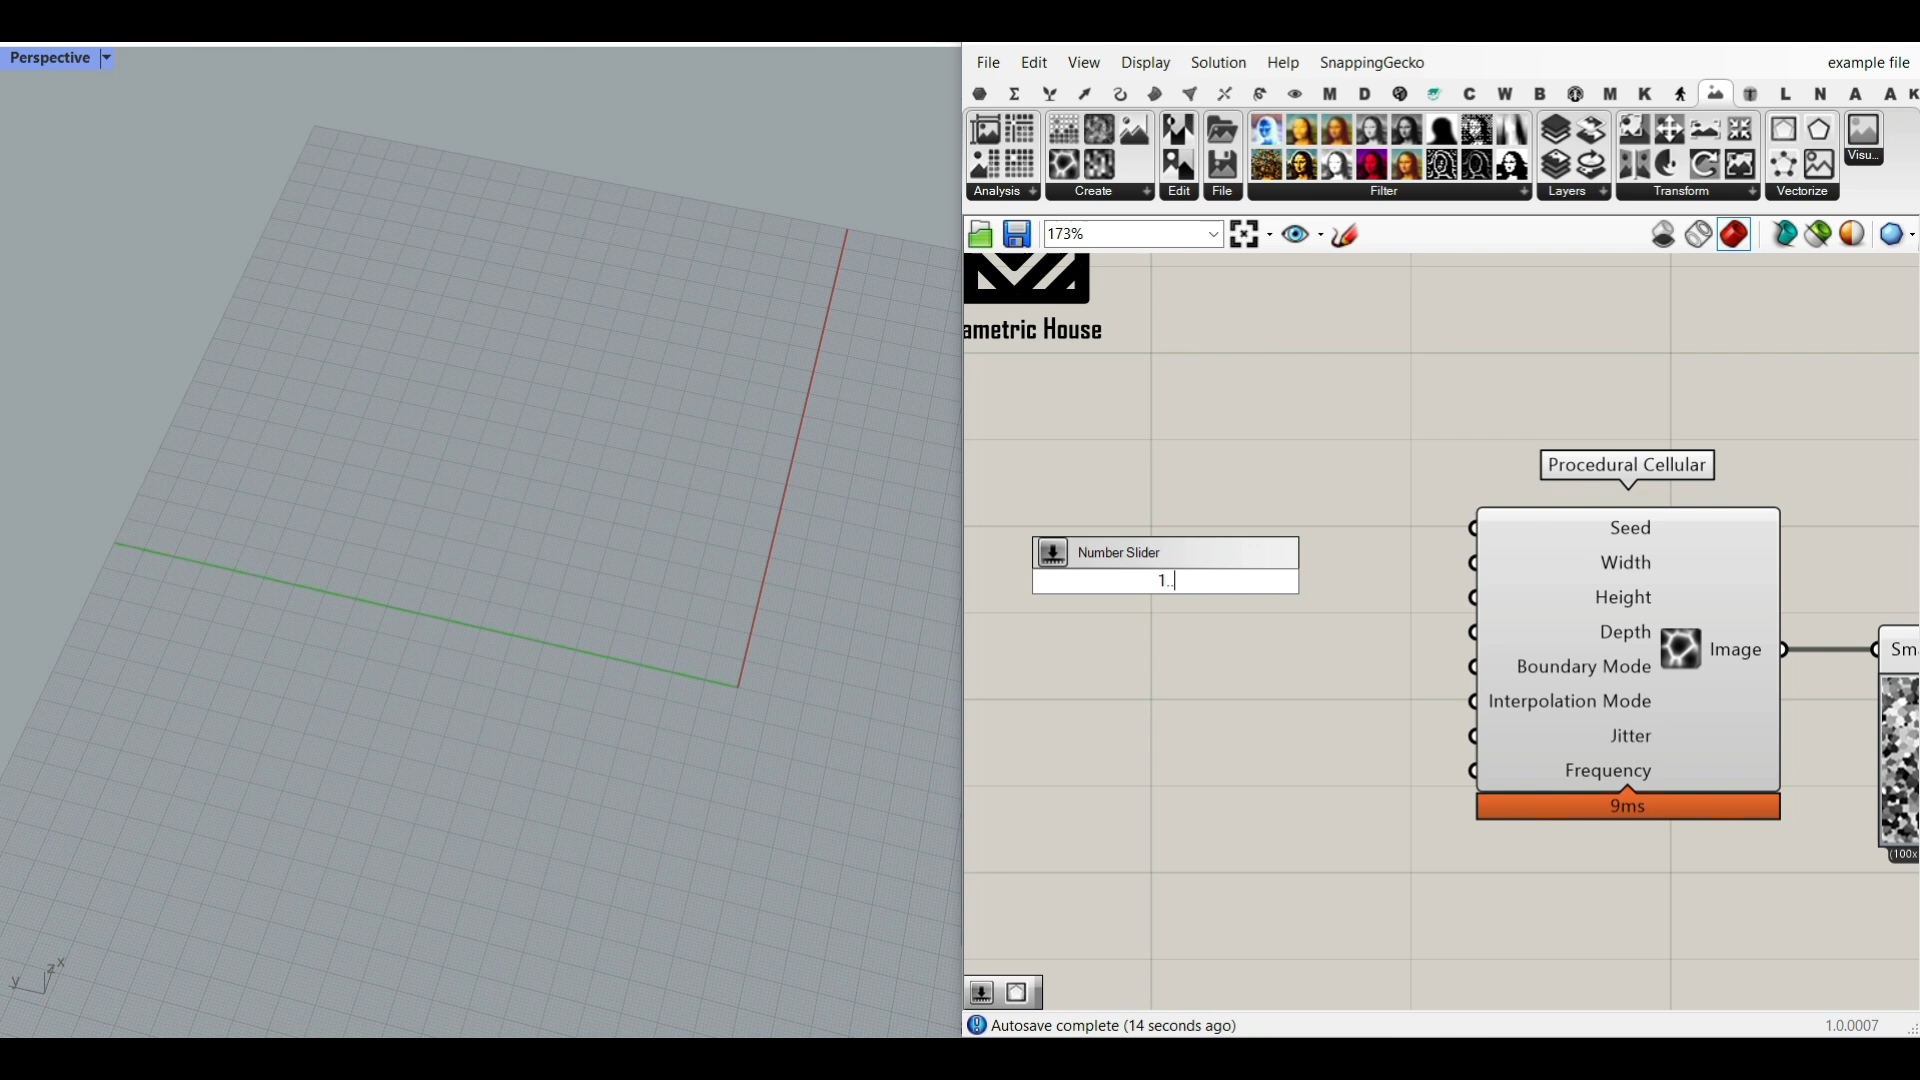 Perspective
File Edit View Display Solution Help SnappingGecko example file
M D C W B M K L N A A K
Visu...
Analysis + Create + Edit File Filter + Layers + Transform + Vectorize
173%
ametric House
Procedural Cellular
Number Slider
1..
Seed
Width
Height
Depth
Boundary Mode
Interpolation Mode
Jitter
Frequency
Image
9ms
Sma
(100x
y z x
Autosave complete (14 seconds ago)
1.0.0007